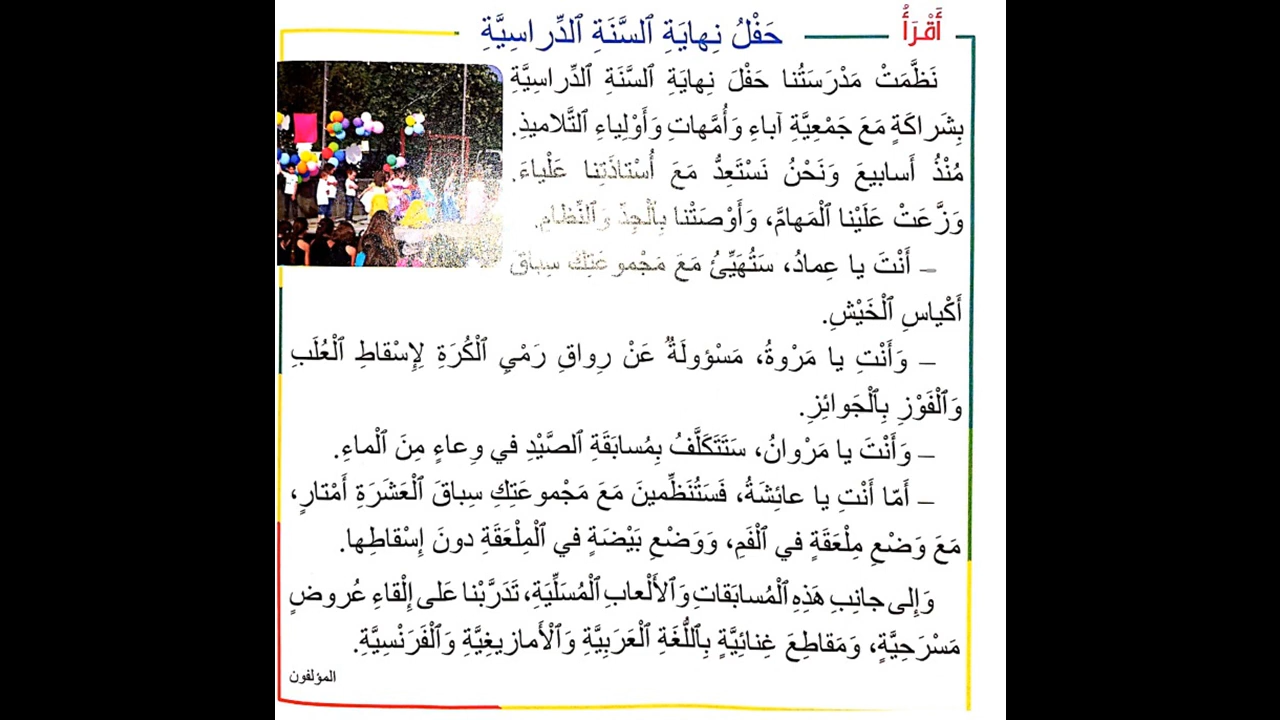 أَقْرَأُ
حَفْلُ نِهايَةِ ٱلسَّنَةِ ٱلدِّراسِيَّةِ
نَظَّمَتْ مَدْرَسَتُنا حَفْلَ نِهايَةِ ٱلسَّنَةِ ٱلدِّراسِيَّةِ
بِشَراكَةٍ مَعَ جَمْعِيَّةِ آباءِ وَأُمَّهاتِ وَأَوْلِياءِ ٱلتَّلاميذِ.
مُنْذُ أَسابيعَ وَنَحْنُ نَسْتَعِدُّ مَعَ أُسْتاذَتِنا عَلْياءَ.
وَزَّعَتْ عَلَيْنا ٱلْمَهامَّ، وَأَوْصَتْنا بِٱلْجِدِّ وَٱلنِّظامِ.
– أَنْتَ يا عِمادُ، سَتُهَيِّئُ مَعَ مَجْموعَتِكَ سِباقَ
أَكْياسِ ٱلْخَيْشِ.
– وَأَنْتِ يا مَرْوَةُ، مَسْؤولَةٌ عَنْ رِواقِ رَمْيِ ٱلْكُرَةِ لِإِسْقاطِ ٱلْعُلَبِ
وَٱلْفَوْزِ بِٱلْجَوائِزِ.
– وَأَنْتَ يا مَرْوانُ، سَتَتَكَلَّفُ بِمُسابَقَةِ ٱلصَّيْدِ في وِعاءٍ مِنَ ٱلْماءِ.
– أَمّا أَنْتِ يا عائِشَةُ، فَسَتُنَظِّمينَ مَعَ مَجْموعَتِكِ سِباقَ ٱلْعَشَرَةِ أَمْتارٍ،
مَعَ وَضْعِ مِلْعَقَةٍ في ٱلْفَمِ، وَوَضْعِ بَيْضَةٍ في ٱلْمِلْعَقَةِ دونَ إِسْقاطِها.
وَإِلى جانِبِ هَذِهِ ٱلْمُسابَقاتِ وَٱلْأَلْعابِ ٱلْمُسَلِّيَةِ، تَدَرَّبْنا عَلى إِلْقاءِ عُروضٍ
مَسْرَحِيَّةٍ، وَمَقاطِعَ غِنائِيَّةٍ بِٱللُّغَةِ ٱلْعَرَبِيَّةِ وَٱلْأَمازيغِيَّةِ وَٱلْفَرَنْسِيَّةِ.
المؤلفون